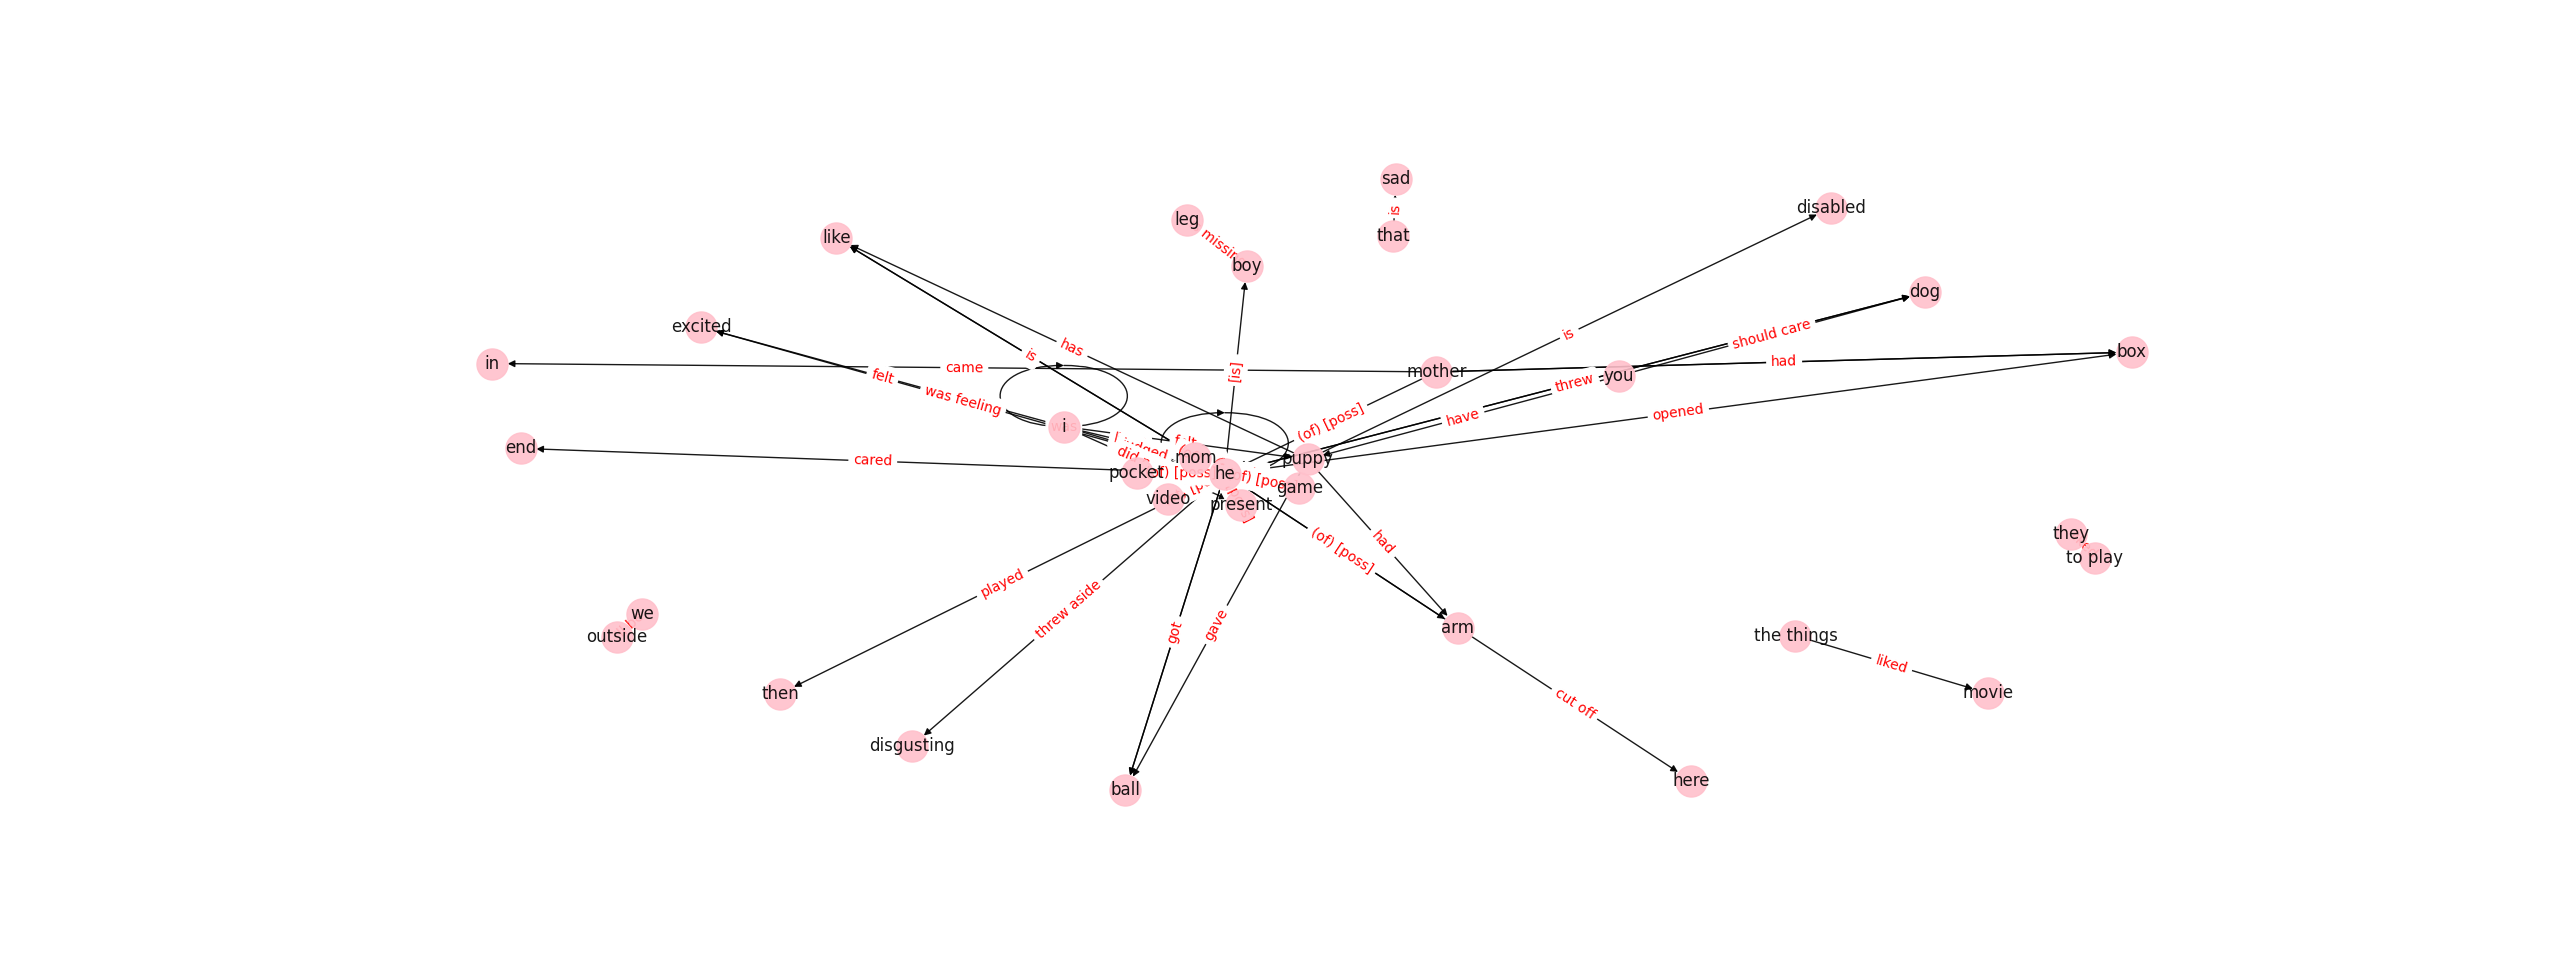 sad
is
that
leg
boy
disabled
like
dog
is
should care
has
is
excited
in
came
mother
had
box
felt
[is]
threw
you
was feeling
(of) [poss]
have
opened
i
end
cared
pocket
mom
he
puppy
game
video
present
had
they
to play
(of) [poss]
played
threw aside
we
outside
got
gave
arm
the things
liked
movie
then
cut off
disgusting
ball
here